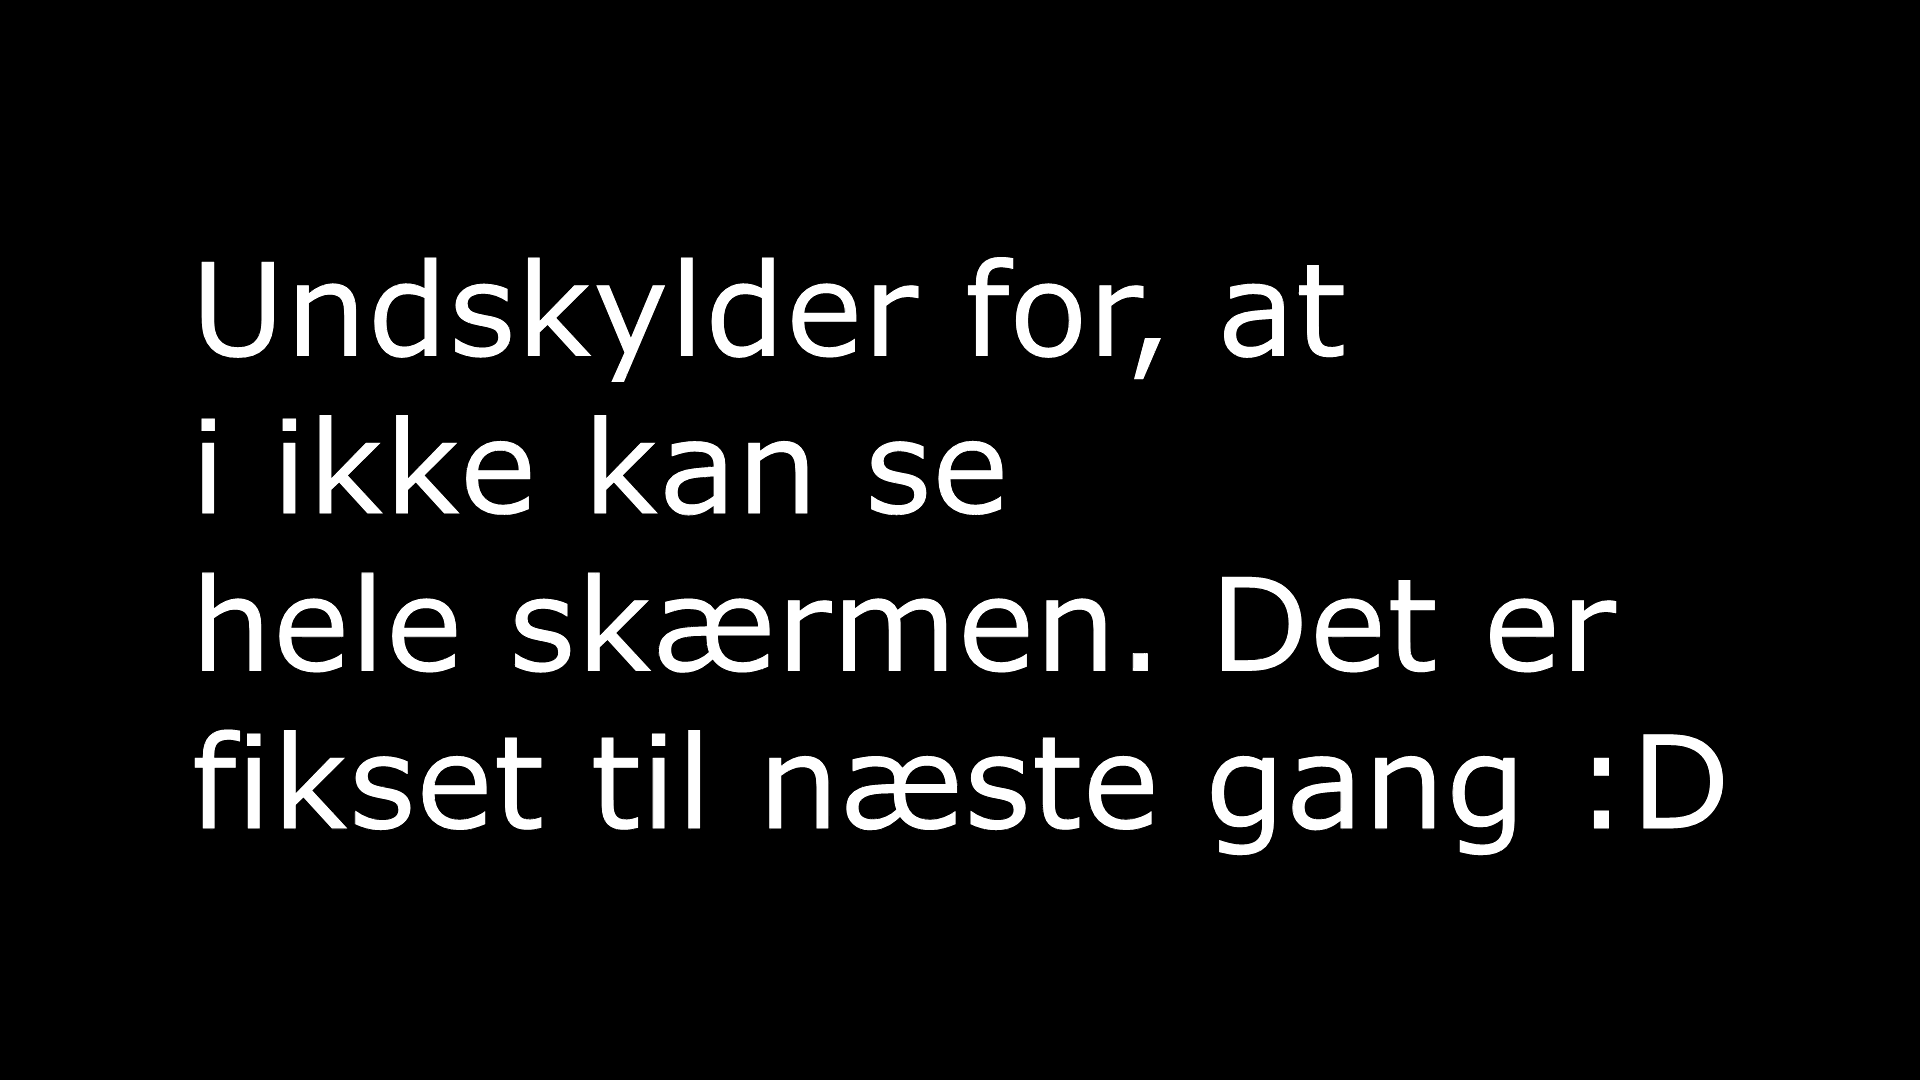 Undskylder for, at
i ikke kan se
hele skærmen. Det er
fikset til næste gang :D